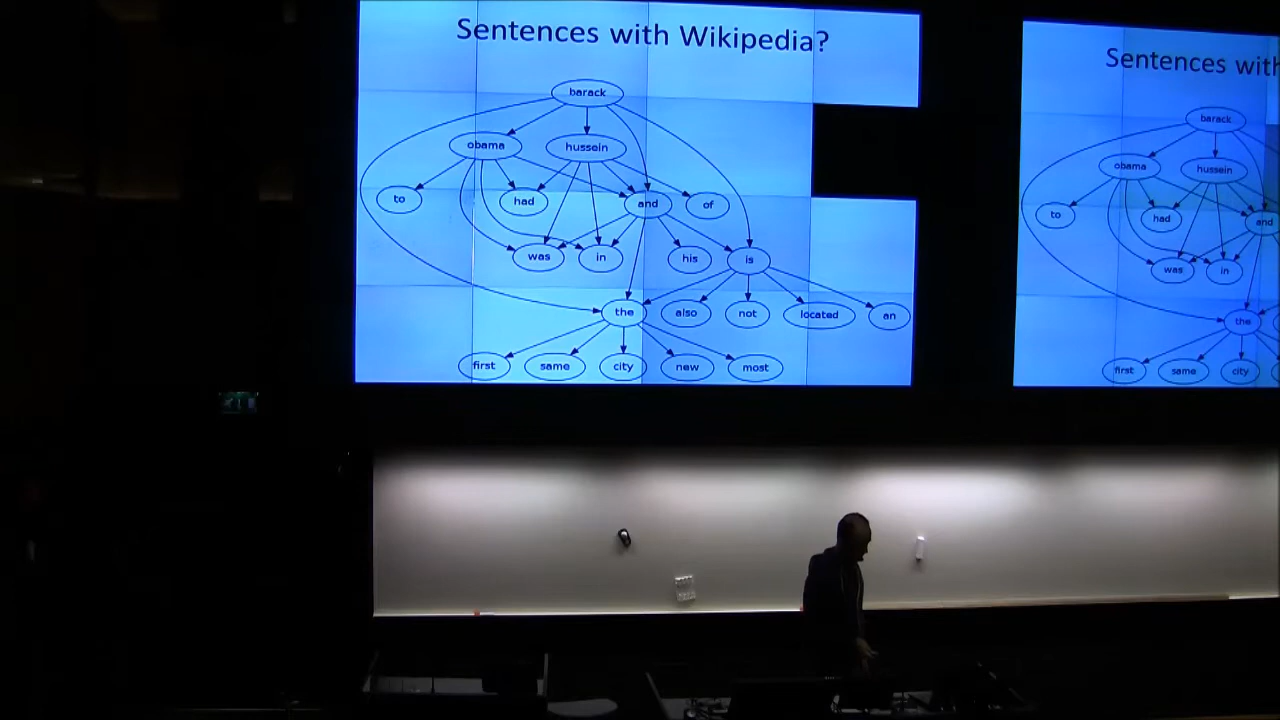 Sentences with Wikipedia?
barack
obama
hussein
to
had
and
of
was
in
his
is
the
also
not
located
an
first
same
city
new
most
Sentences with
barack
obama
hussein
to
had
and
was
in
the
first
same
city